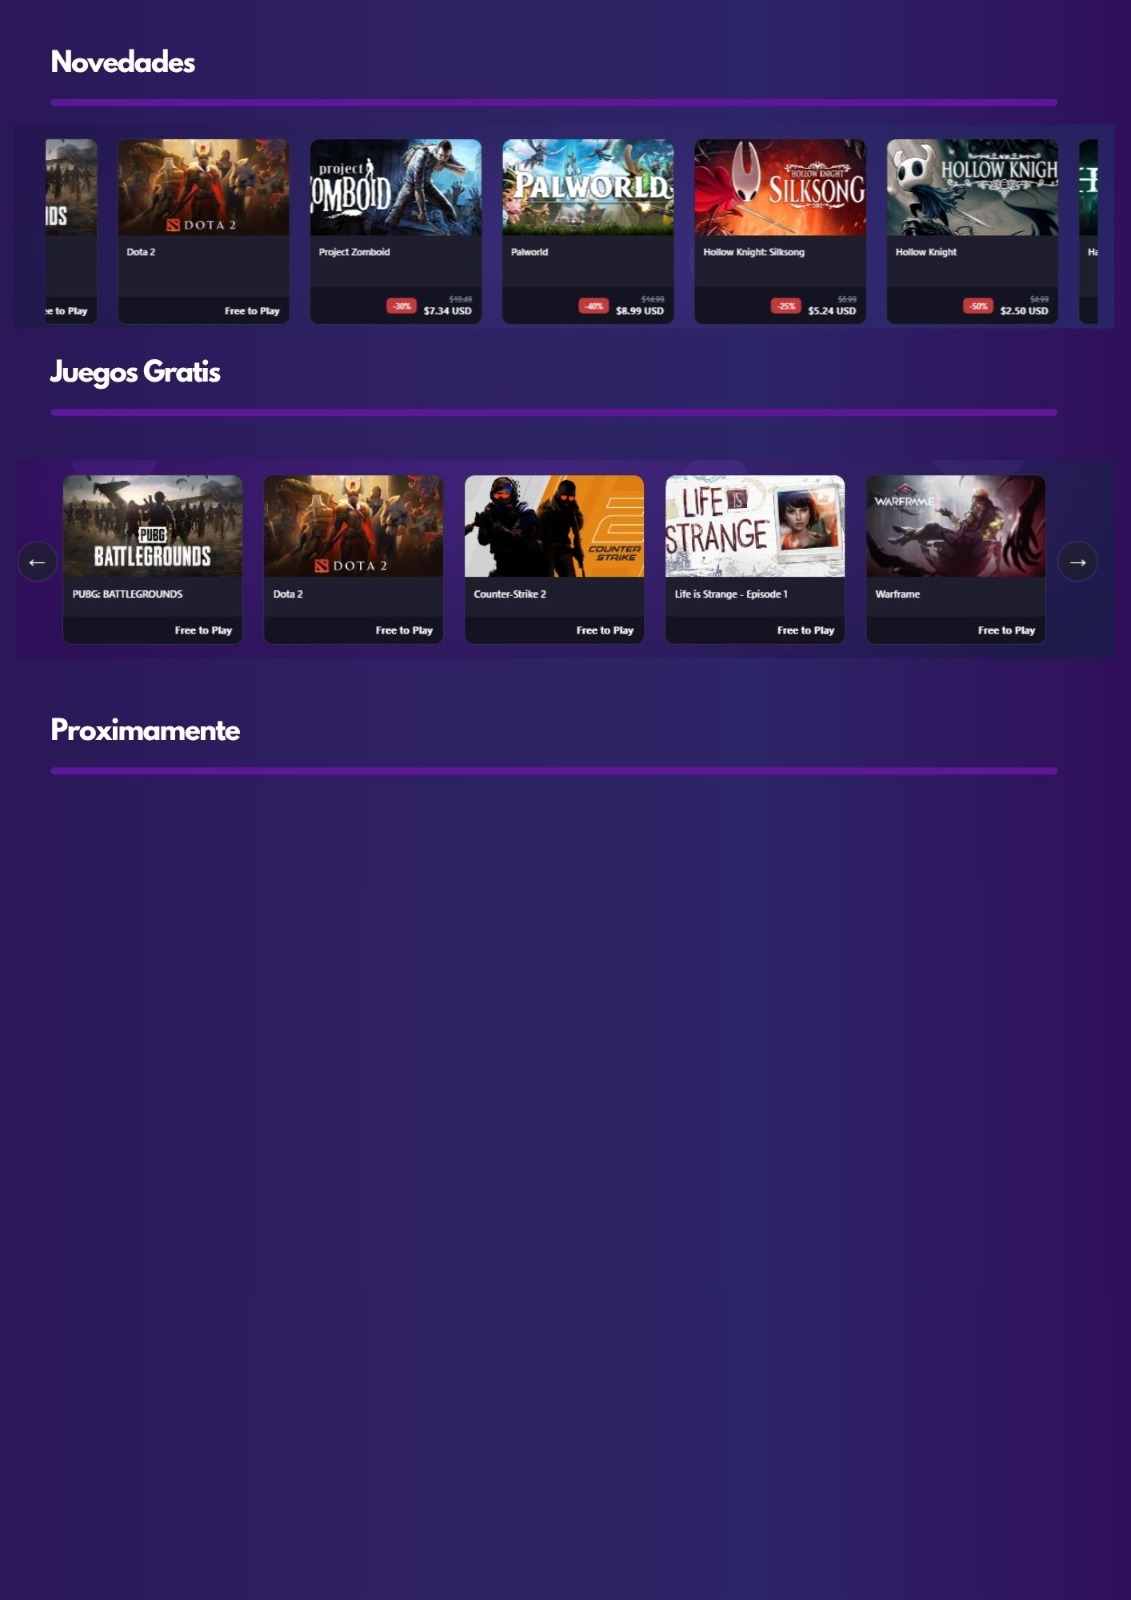 Novedades
DS
project
ZOMBOID
PALWORLD
HOLLOW KNIGHT
SILKSONG
HOLLOW KNIGH
H
DOTA 2
Dota 2
Project Zomboid
Palworld
Hollow Knight: Silksong
Hollow Knight
Ha
ee to Play
Free to Play
-30%
$10.49
$7.34 USD
-40%
$14.99
$8.99 USD
-25%
$6.99
$5.24 USD
-50%
$4.99
$2.50 USD
Juegos Gratis
PUBG
BATTLEGROUNDS
DOTA 2
2
COUNTER
STRIKE
LIFE IS
STRANGE
WARFRAME
←
→
PUBG: BATTLEGROUNDS
Dota 2
Counter-Strike 2
Life is Strange - Episode 1
Warframe
Free to Play
Free to Play
Free to Play
Free to Play
Free to Play
Proximamente